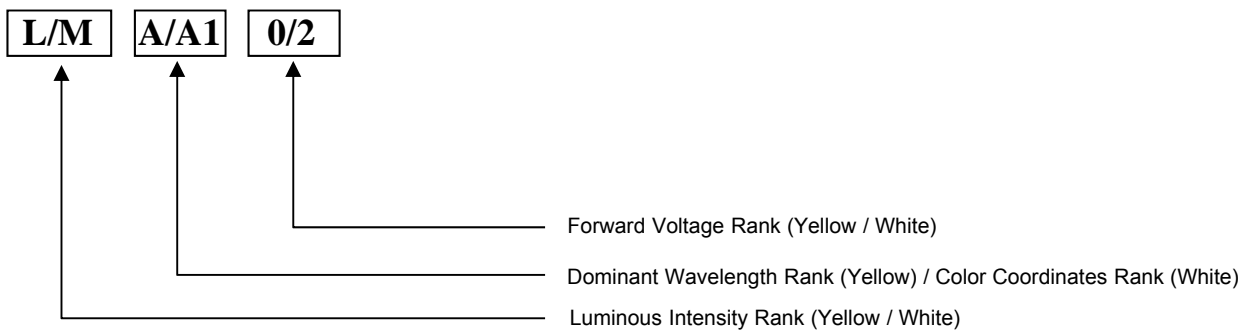 L/M A/A1 0/2
Forward Voltage Rank (Yellow / White)
Dominant Wavelength Rank (Yellow) / Color Coordinates Rank (White)
Luminous Intensity Rank (Yellow / White)